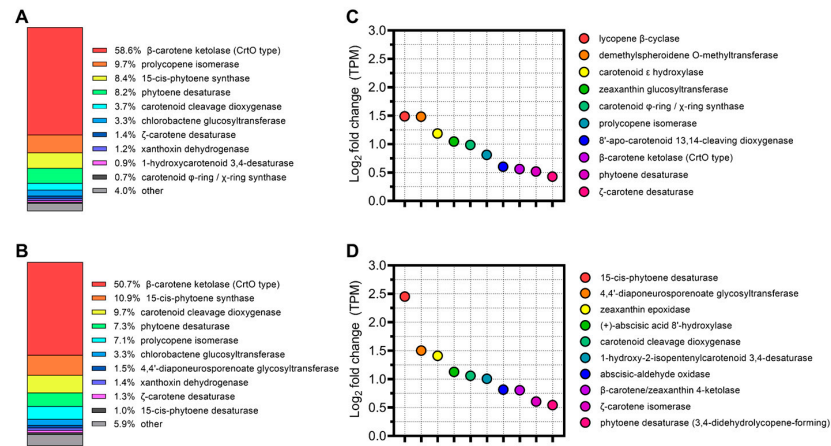 A
58.6% β-carotene ketolase (CrtO type)
9.7% prolycopene isomerase
8.4% 15-cis-phytoene synthase
8.2% phytoene desaturase
3.7% carotenoid cleavage dioxygenase
3.3% chlorobactene glucosyltransferase
1.4% ζ-carotene desaturase
1.2% xanthoxin dehydrogenase
0.9% 1-hydroxycarotenoid 3,4-desaturase
0.7% carotenoid φ-ring / χ-ring synthase
4.0% other
C
Log2 fold change (TPM)
3.0
2.5
2.0
1.5
1.0
0.5
0.0
lycopene β-cyclase
demethylspheroidene O-methyltransferase
carotenoid ε hydroxylase
zeaxanthin glucosyltransferase
carotenoid φ-ring / χ-ring synthase
prolycopene isomerase
8'-apo-carotenoid 13,14-cleaving dioxygenase
β-carotene ketolase (CrtO type)
phytoene desaturase
ζ-carotene desaturase
B
50.7% β-carotene ketolase (CrtO type)
10.9% 15-cis-phytoene synthase
9.7% carotenoid cleavage dioxygenase
7.3% phytoene desaturase
7.1% prolycopene isomerase
3.3% chlorobactene glucosyltransferase
1.5% 4,4'-diaponeurosporenoate glycosyltransferase
1.4% xanthoxin dehydrogenase
1.3% ζ-carotene desaturase
1.0% 15-cis-phytoene desaturase
5.9% other
D
Log2 fold change (TPM)
3.0
2.5
2.0
1.5
1.0
0.5
0.0
15-cis-phytoene desaturase
4,4'-diaponeurosporenoate glycosyltransferase
zeaxanthin epoxidase
(+)-abscisic acid 8'-hydroxylase
carotenoid cleavage dioxygenase
1-hydroxy-2-isopentenylcarotenoid 3,4-desaturase
abscisic-aldehyde oxidase
β-carotene/zeaxanthin 4-ketolase
ζ-carotene isomerase
phytoene desaturase (3,4-didehydrolycopene-forming)